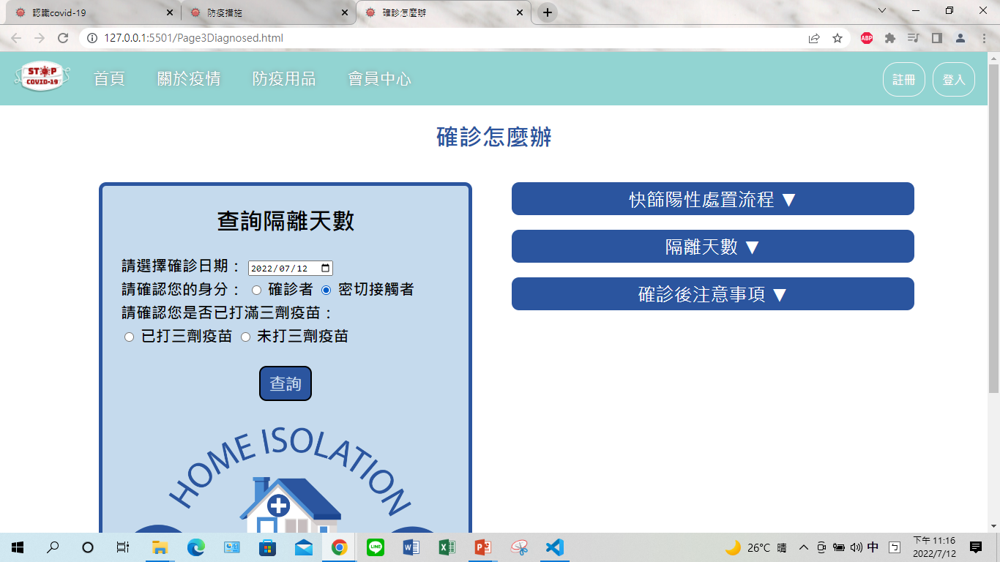 認識covid-19
防疫措施
確診怎麼辦
127.0.0.1:5501/Page3Diagnosed.html
ABP
STOP
COVID-19
首頁
關於疫情
防疫用品
會員中心
註冊
登入
確診怎麼辦
查詢隔離天數
請選擇確診日期： 2022/07/12
請確認您的身分： 確診者 密切接觸者
請確認您是否已打滿三劑疫苗：
已打三劑疫苗 未打三劑疫苗
查詢
HOME ISOLATION
快篩陽性處置流程 ▼
隔離天數 ▼
確診後注意事項 ▼
LINE
26°C 晴
中
ㄅ
下午 11:16
2022/7/12